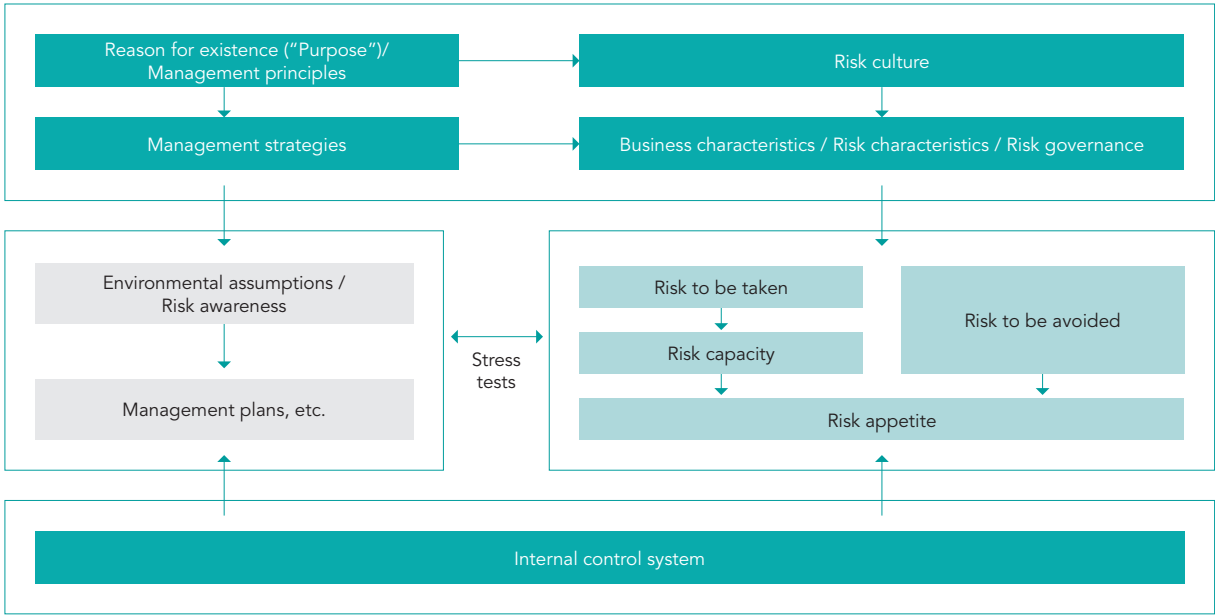 Reason for existence (“Purpose”)/
Management principles
Risk culture
Management strategies
Business characteristics / Risk characteristics / Risk governance
Environmental assumptions /
Risk awareness
Management plans, etc.
Stress
tests
Risk to be taken
Risk capacity
Risk to be avoided
Risk appetite
Internal control system